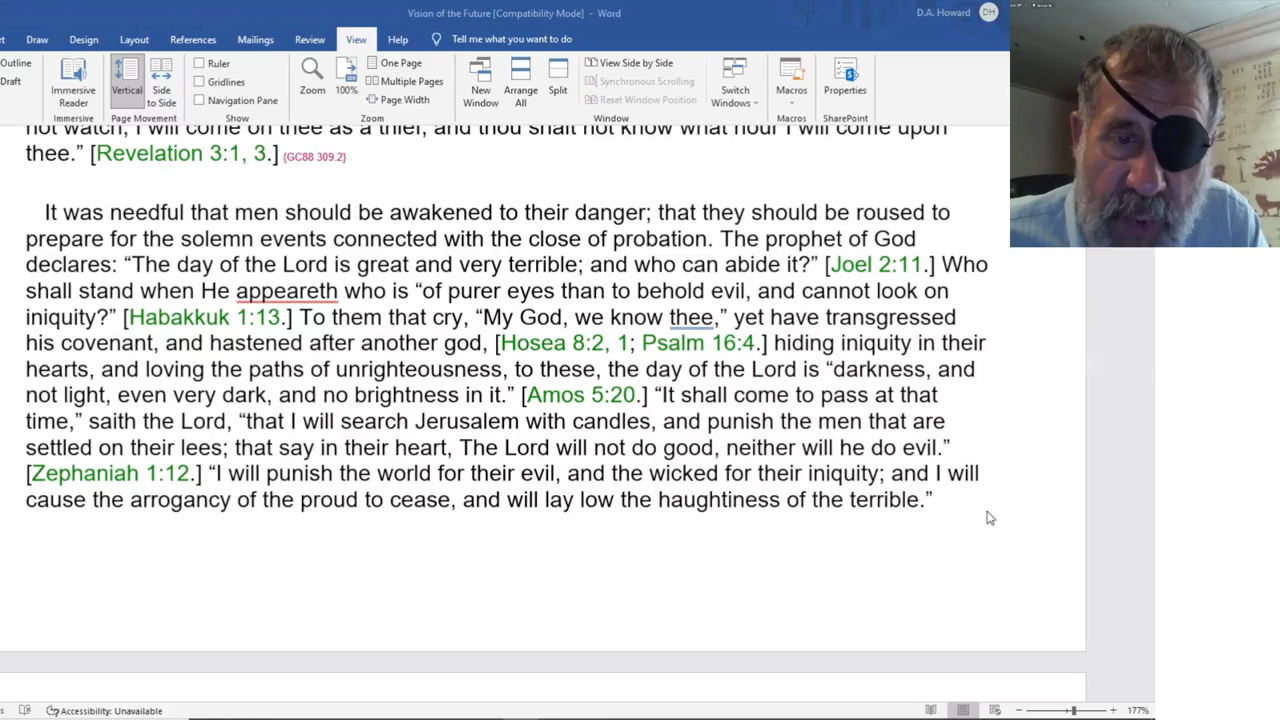 Vision of the Future [Compatibility Mode] - Word
D.A. Howard DH
rt Draw Design Layout References Mailings Review View Help Tell me what you want to do
Outline
Draft
Immersive
Reader
Immersive
Vertical
Side
to Side
Page Movement
Ruler
Gridlines
Navigation Pane
Show
Zoom
100%
One Page
Multiple Pages
Page Width
Zoom
New
Window
Arrange
All
Split
View Side by Side
Synchronous Scrolling
Reset Window Position
Window
Switch
Windows
Macros
Macros
Properties
SharePoint
not watch, I will come on thee as a thief, and thou shalt not know what hour I will come upon
thee.” [Revelation 3:1, 3.] {GC88 309.2}
It was needful that men should be awakened to their danger; that they should be roused to
prepare for the solemn events connected with the close of probation. The prophet of God
declares: “The day of the Lord is great and very terrible; and who can abide it?” [Joel 2:11.] Who
shall stand when He appeareth who is “of purer eyes than to behold evil, and cannot look on
iniquity?” [Habakkuk 1:13.] To them that cry, “My God, we know thee,” yet have transgressed
his covenant, and hastened after another god, [Hosea 8:2, 1; Psalm 16:4.] hiding iniquity in their
hearts, and loving the paths of unrighteousness, to these, the day of the Lord is “darkness, and
not light, even very dark, and no brightness in it.” [Amos 5:20.] “It shall come to pass at that
time,” saith the Lord, “that I will search Jerusalem with candles, and punish the men that are
settled on their lees; that say in their heart, The Lord will not do good, neither will he do evil.”
[Zephaniah 1:12.] “I will punish the world for their evil, and the wicked for their iniquity; and I will
cause the arrogancy of the proud to cease, and will lay low the haughtiness of the terrible.”
s Accessibility: Unavailable
177%